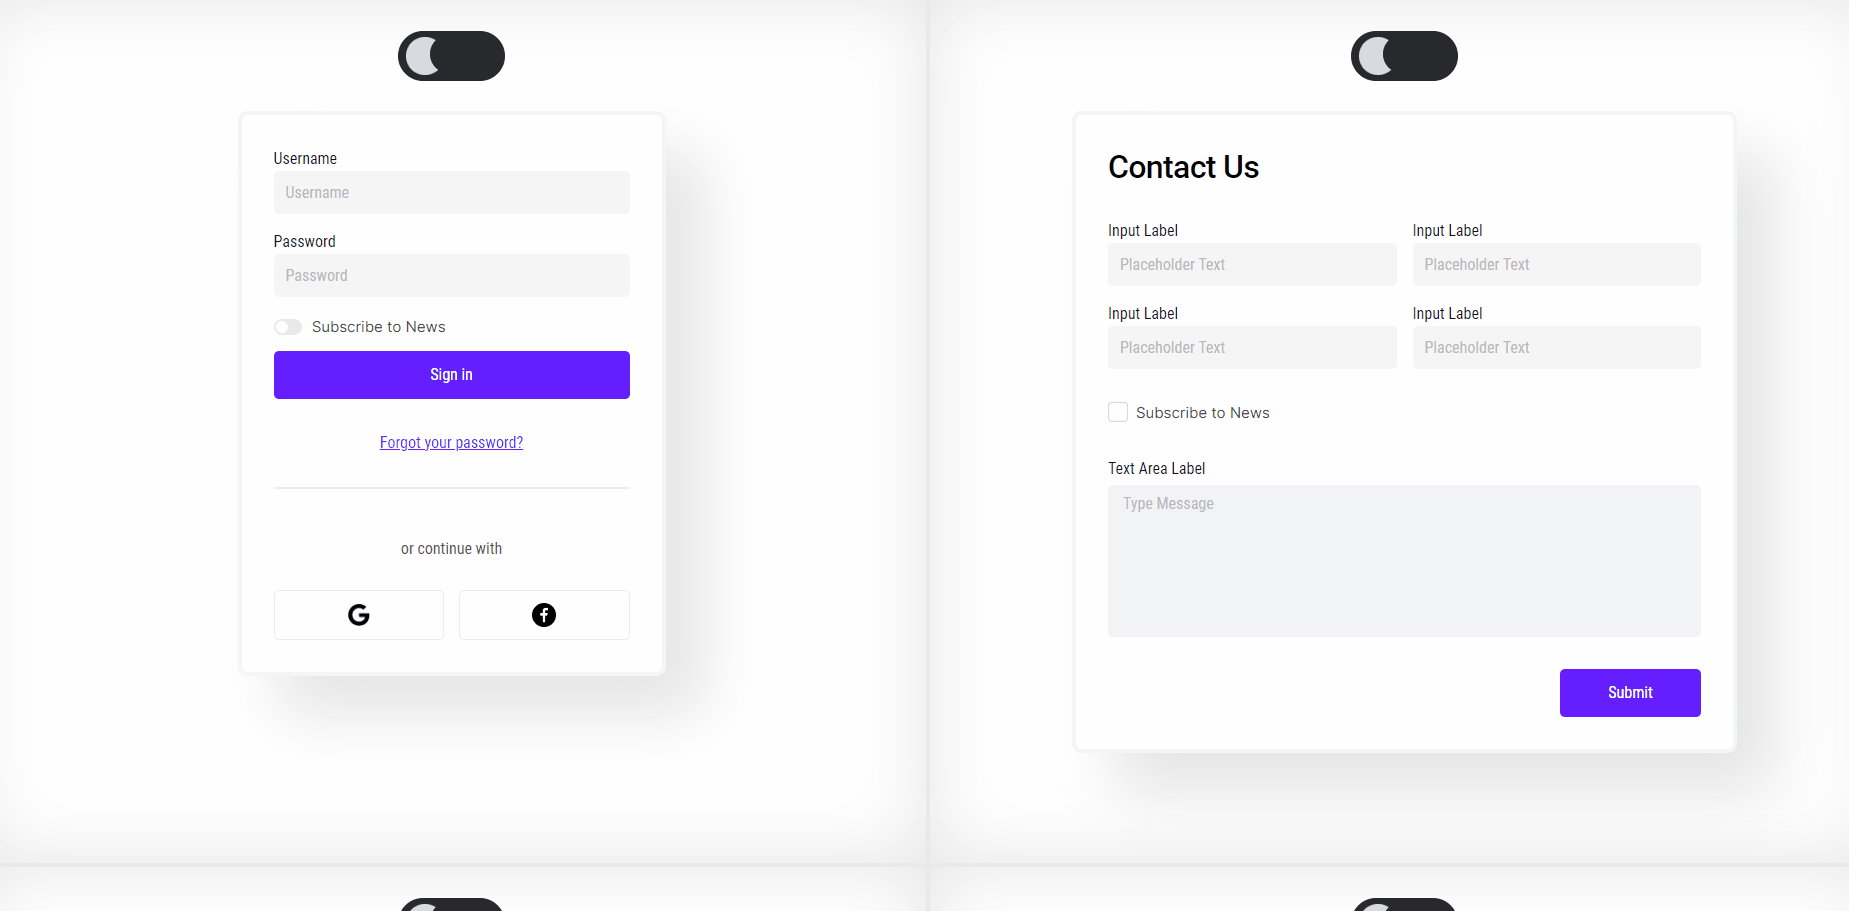 Username
Username
Password
Password
Subscribe to News
Sign in
Forgot your password?
or continue with
Contact Us
Input Label
Input Label
Placeholder Text
Placeholder Text
Input Label
Input Label
Placeholder Text
Placeholder Text
Subscribe to News
Text Area Label
Type Message
Submit